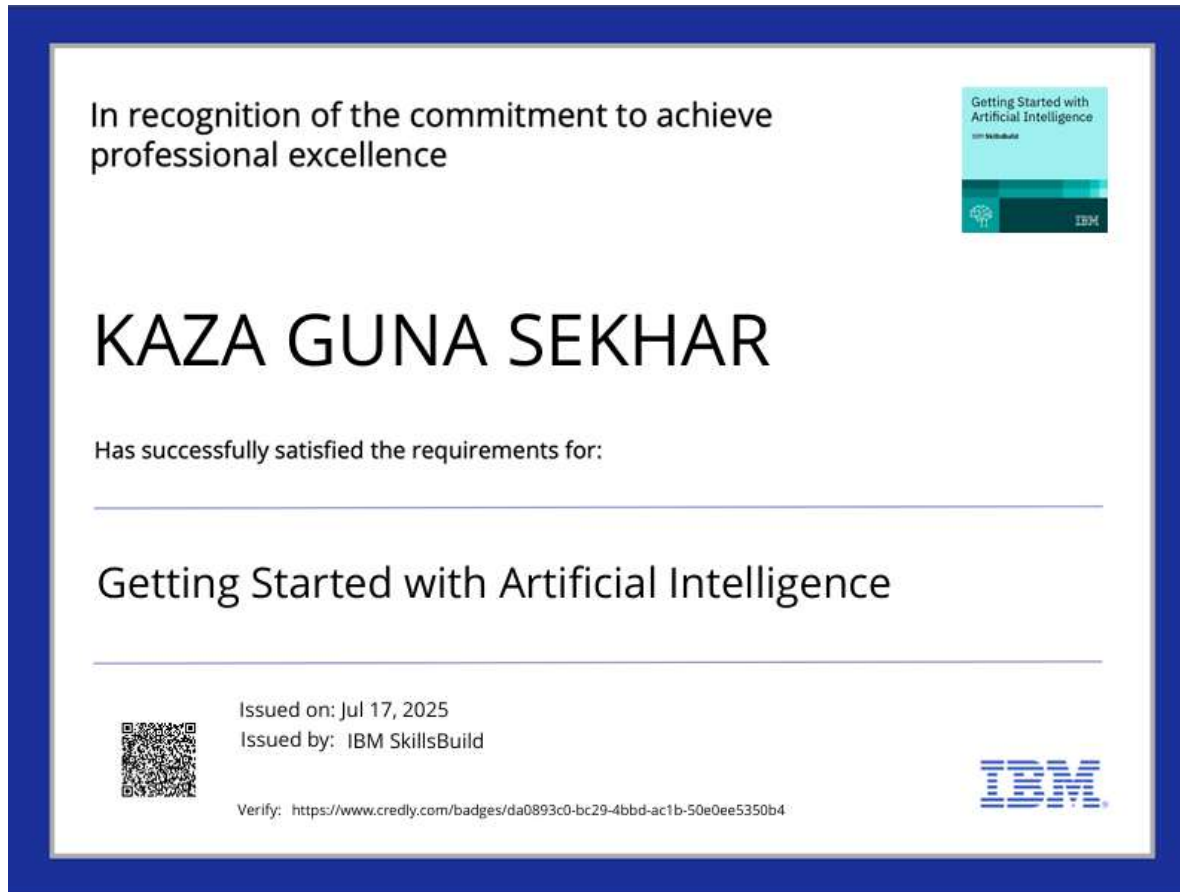 In recognition of the commitment to achieve
professional excellence
Getting Started with
Artificial Intelligence
IBM SkillsBuild
IBM
KAZA GUNA SEKHAR
Has successfully satisfied the requirements for:
Getting Started with Artificial Intelligence
Issued on: Jul 17, 2025
Issued by: IBM SkillsBuild
Verify: https://www.credly.com/badges/da0893c0-bc29-4bbd-ac1b-50e0ee5350b4
IBM